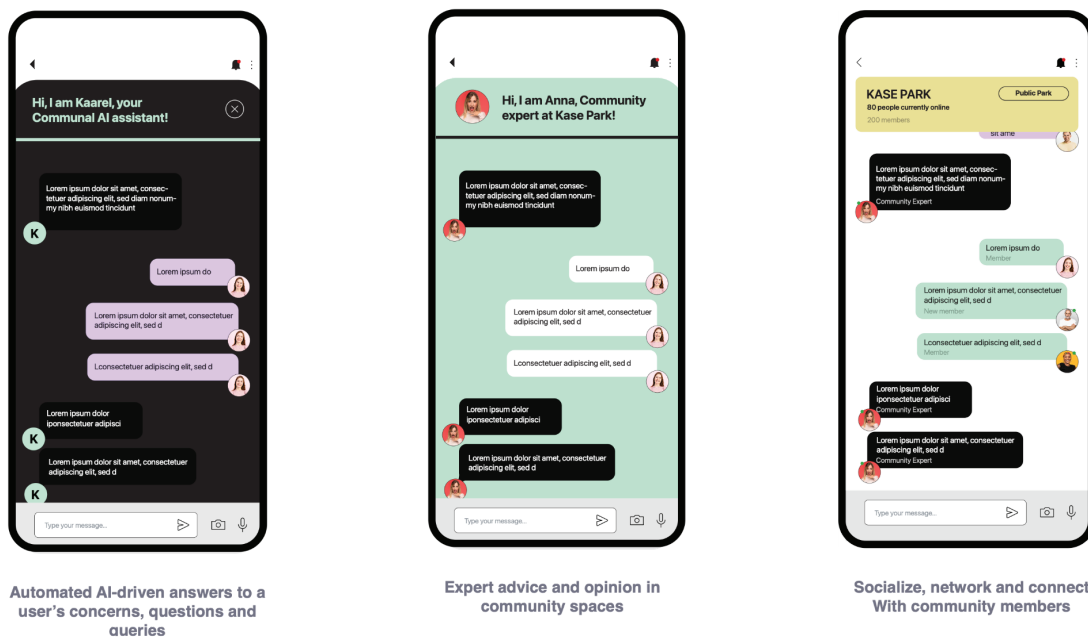 Hi, I am Kaarel, your
Communal AI assistant!
Lorem ipsum dolor sit amet, consec-
tetuer adipiscing elit, sed diam nonum-
my nibh euismod tincidunt
K
Lorem ipsum do
Lorem ipsum dolor sit amet, consectetuer
adipiscing elit, sed d
Lconsectetuer adipiscing elit, sed d
Lorem ipsum dolor
iponsectetuer adipisci
K
Lorem ipsum dolor sit amet, consectetuer
adipiscing elit, sed d
K
Type your message...
Automated AI-driven answers to a
user's concerns, questions and
queries
Hi, I am Anna, Community
expert at Kase Park!
Lorem ipsum dolor sit amet, consec-
tetuer adipiscing elit, sed diam nonum-
my nibh euismod tincidunt
Lorem ipsum do
Lorem ipsum dolor sit amet, consectetuer
adipiscing elit, sed d
Lconsectetuer adipiscing elit, sed d
Lorem ipsum dolor
iponsectetuer adipisci
Lorem ipsum dolor sit amet, consectetuer
adipiscing elit, sed d
Type your message...
Expert advice and opinion in
community spaces
KASE PARK
Public Park
80 people currently online
200 members
sit ame
Lorem ipsum dolor sit amet, consec-
tetuer adipiscing elit, sed diam nonum-
my nibh euismod tincidunt
Community Expert
Lorem ipsum do
Member
Lorem ipsum dolor sit amet, consectetuer
adipiscing elit, sed d
New member
Lconsectetuer adipiscing elit, sed d
Member
Lorem ipsum dolor
iponsectetuer adipisci
Community Expert
Lorem ipsum dolor sit amet, consectetuer
adipiscing elit, sed d
Community Expert
Type your message...
Socialize, network and connect
With community members